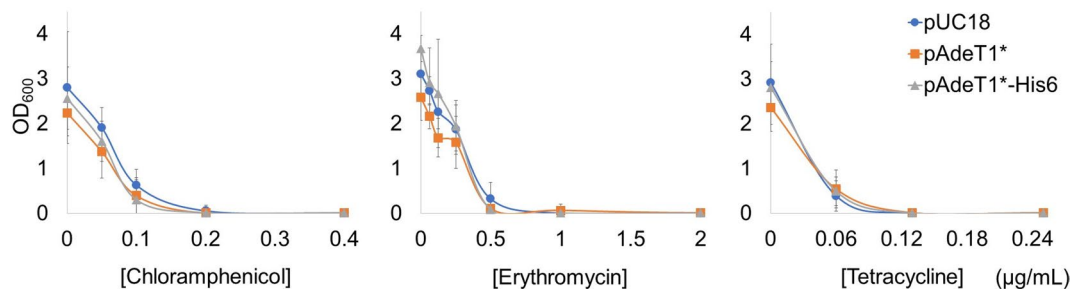 OD600
4
3
2
1
0
0 0.1 0.2 0.3 0.4
[Chloramphenicol]
4
3
2
1
0
0 0.5 1 1.5 2
[Erythromycin]
4
3
2
1
0
0 0.06 0.12 0.18 0.24
[Tetracycline] (μg/mL)
pUC18
pAdeT1*
pAdeT1*-His6